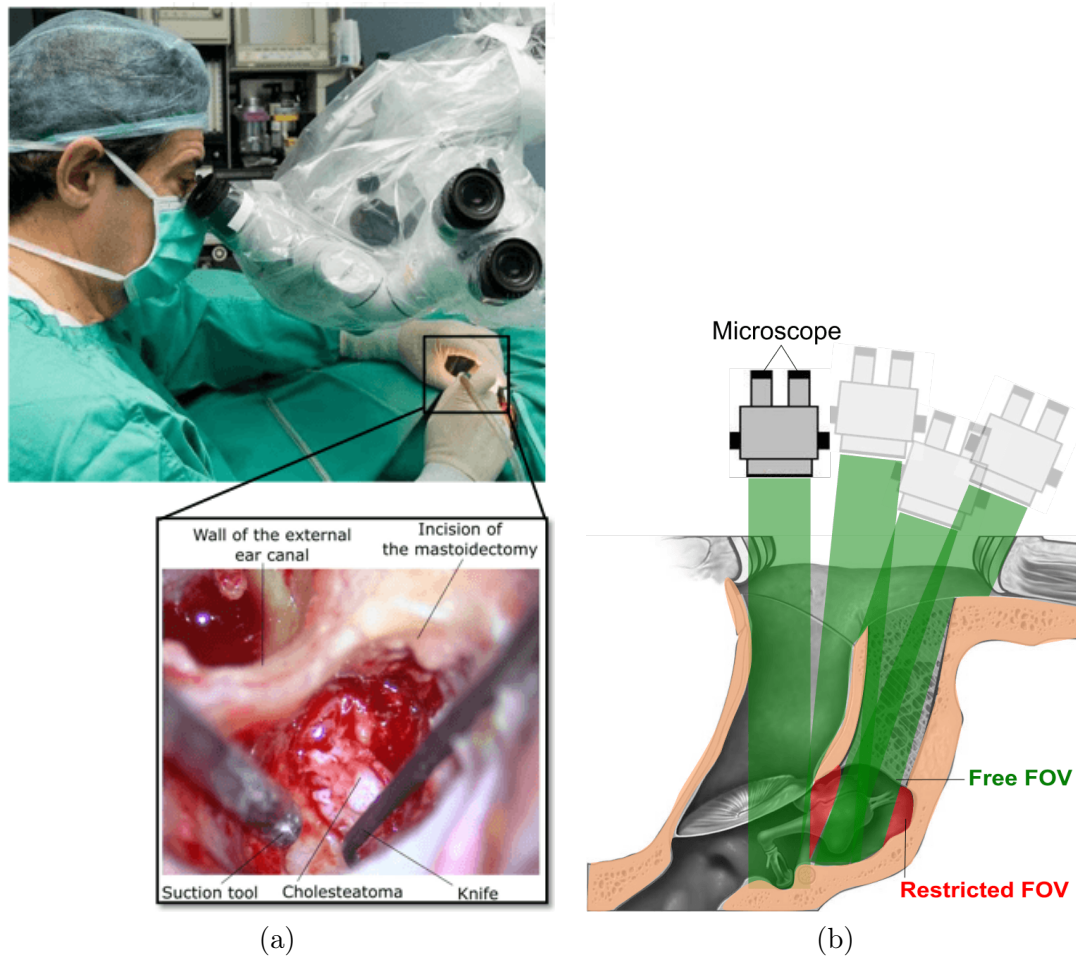 Wall of the external
ear canal
Incision of
the mastoidectomy
Suction tool
Cholesteatoma
Knife
(a)
Microscope
Free FOV
Restricted FOV
(b)